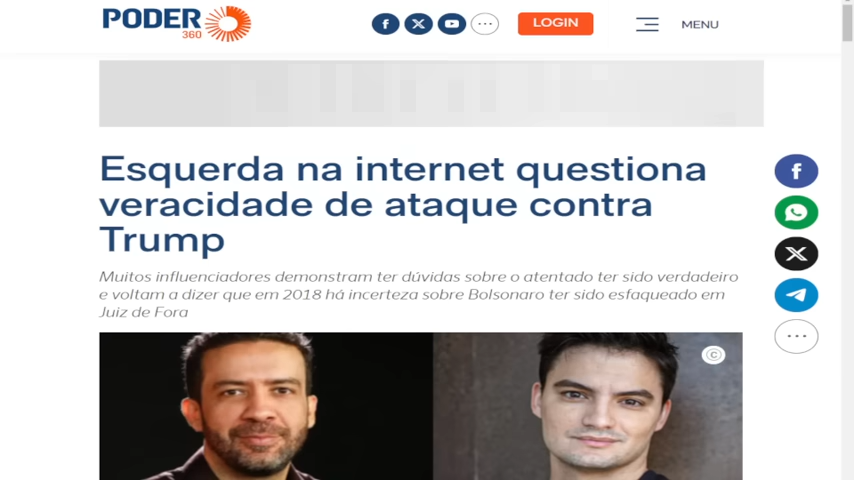 PODER
360
LOGIN
MENU
Esquerda na internet questiona
veracidade de ataque contra
Trump
Muitos influenciadores demonstram ter dúvidas sobre o atentado ter sido verdadeiro
e voltam a dizer que em 2018 há incerteza sobre Bolsonaro ter sido esfaqueado em
Juiz de Fora
©